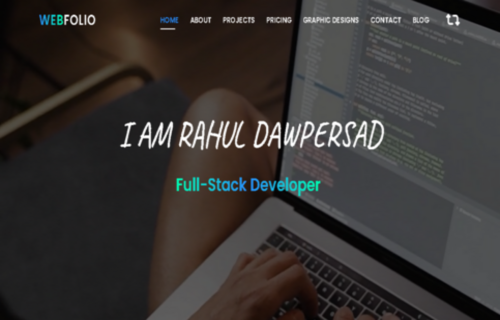 WEBFOLIO HOME ABOUT PROJECTS PRICING GRAPHIC DESIGNS CONTACT BLOG
I AM RAHUL DAWPERSAD
Full-Stack Developer